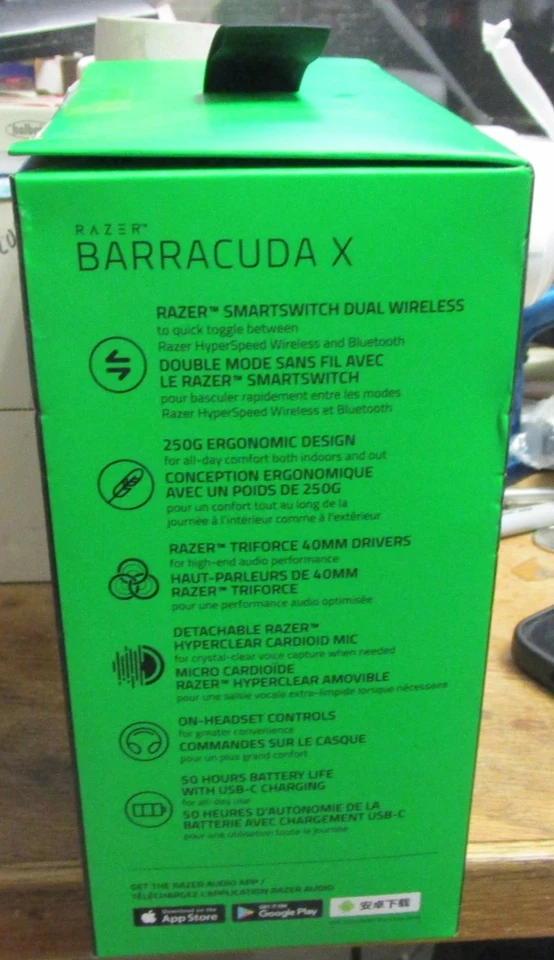 RAZER™
BARRACUDA X
RAZER™ SMARTSWITCH DUAL WIRELESS
to quick toggle between
Razer HyperSpeed Wireless and Bluetooth
DOUBLE MODE SANS FIL AVEC
LE RAZER™ SMARTSWITCH
pour basculer rapidement entre les modes
Razer HyperSpeed Wireless et Bluetooth
250G ERGONOMIC DESIGN
for all-day comfort both indoors and out
CONCEPTION ERGONOMIQUE
AVEC UN POIDS DE 250G
pour un confort tout au long de la
journée à l'intérieur comme à l'extérieur
RAZER™ TRIFORCE 40MM DRIVERS
for high-end audio performance
HAUT-PARLEURS DE 40MM
RAZER™ TRIFORCE
pour une performance audio optimisée
DETACHABLE RAZER™
HYPERCLEAR CARDIOID MIC
for crystal-clear voice capture when needed
MICRO CARDIOÏDE
RAZER™ HYPERCLEAR AMOVIBLE
pour une saisie vocale extra-limpide lorsque nécessaire
ON-HEADSET CONTROLS
for greater convenience
COMMANDES SUR LE CASQUE
pour un plus grand confort
50 HOURS BATTERY LIFE
WITH USB-C CHARGING
for all-day use
50 HEURES D'AUTONOMIE DE LA
BATTERIE AVEC CHARGEMENT USB-C
pour une utilisation toute la journée
GET THE RAZER AUDIO APP /
TÉLÉCHARGEZ L'APPLICATION RAZER AUDIO
Download on the
App Store
GET IT ON
Google Play
安卓下载